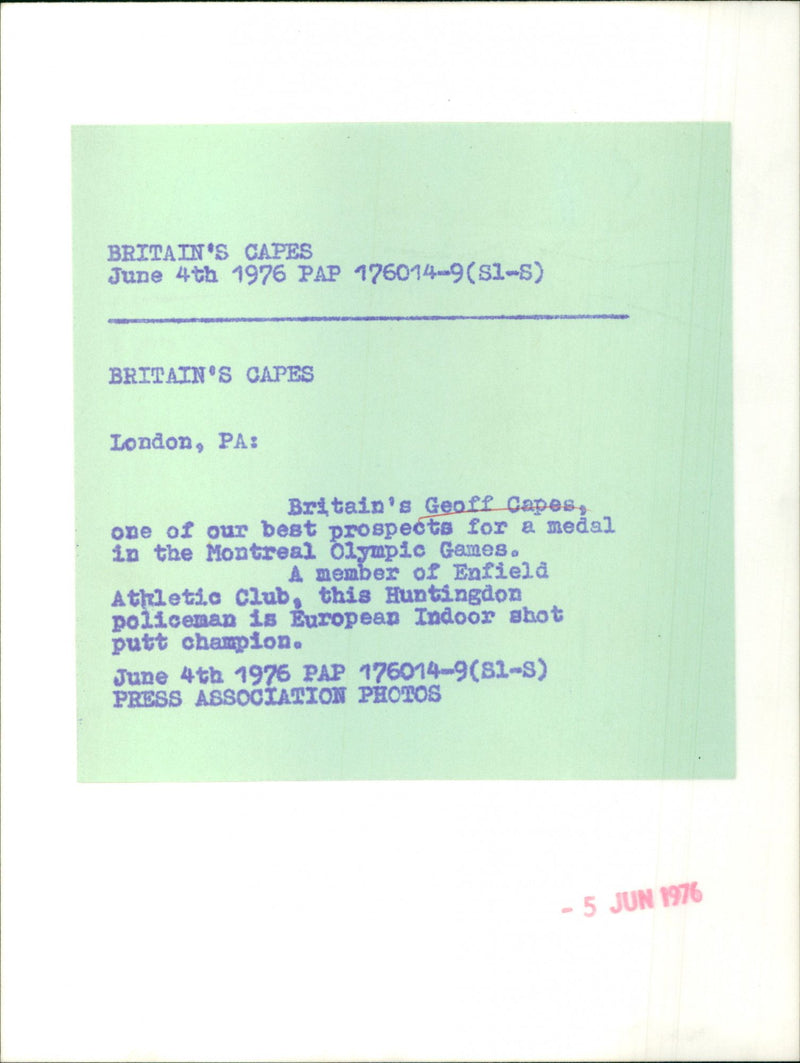 BRITAIN'S CAPES
June 4th 1976 PAP 176014-9(S1-S)
BRITAIN'S CAPES
London, PA:
Britain's Geoff Capes,
one of our best prospects for a medal
in the Montreal Olympic Games.
A member of Enfield
Athletic Club, this Huntingdon
policeman is European Indoor shot
putt champion.
June 4th 1976 PAP 176014-9(S1-S)
PRESS ASSOCIATION PHOTOS
- 5 JUN 1976